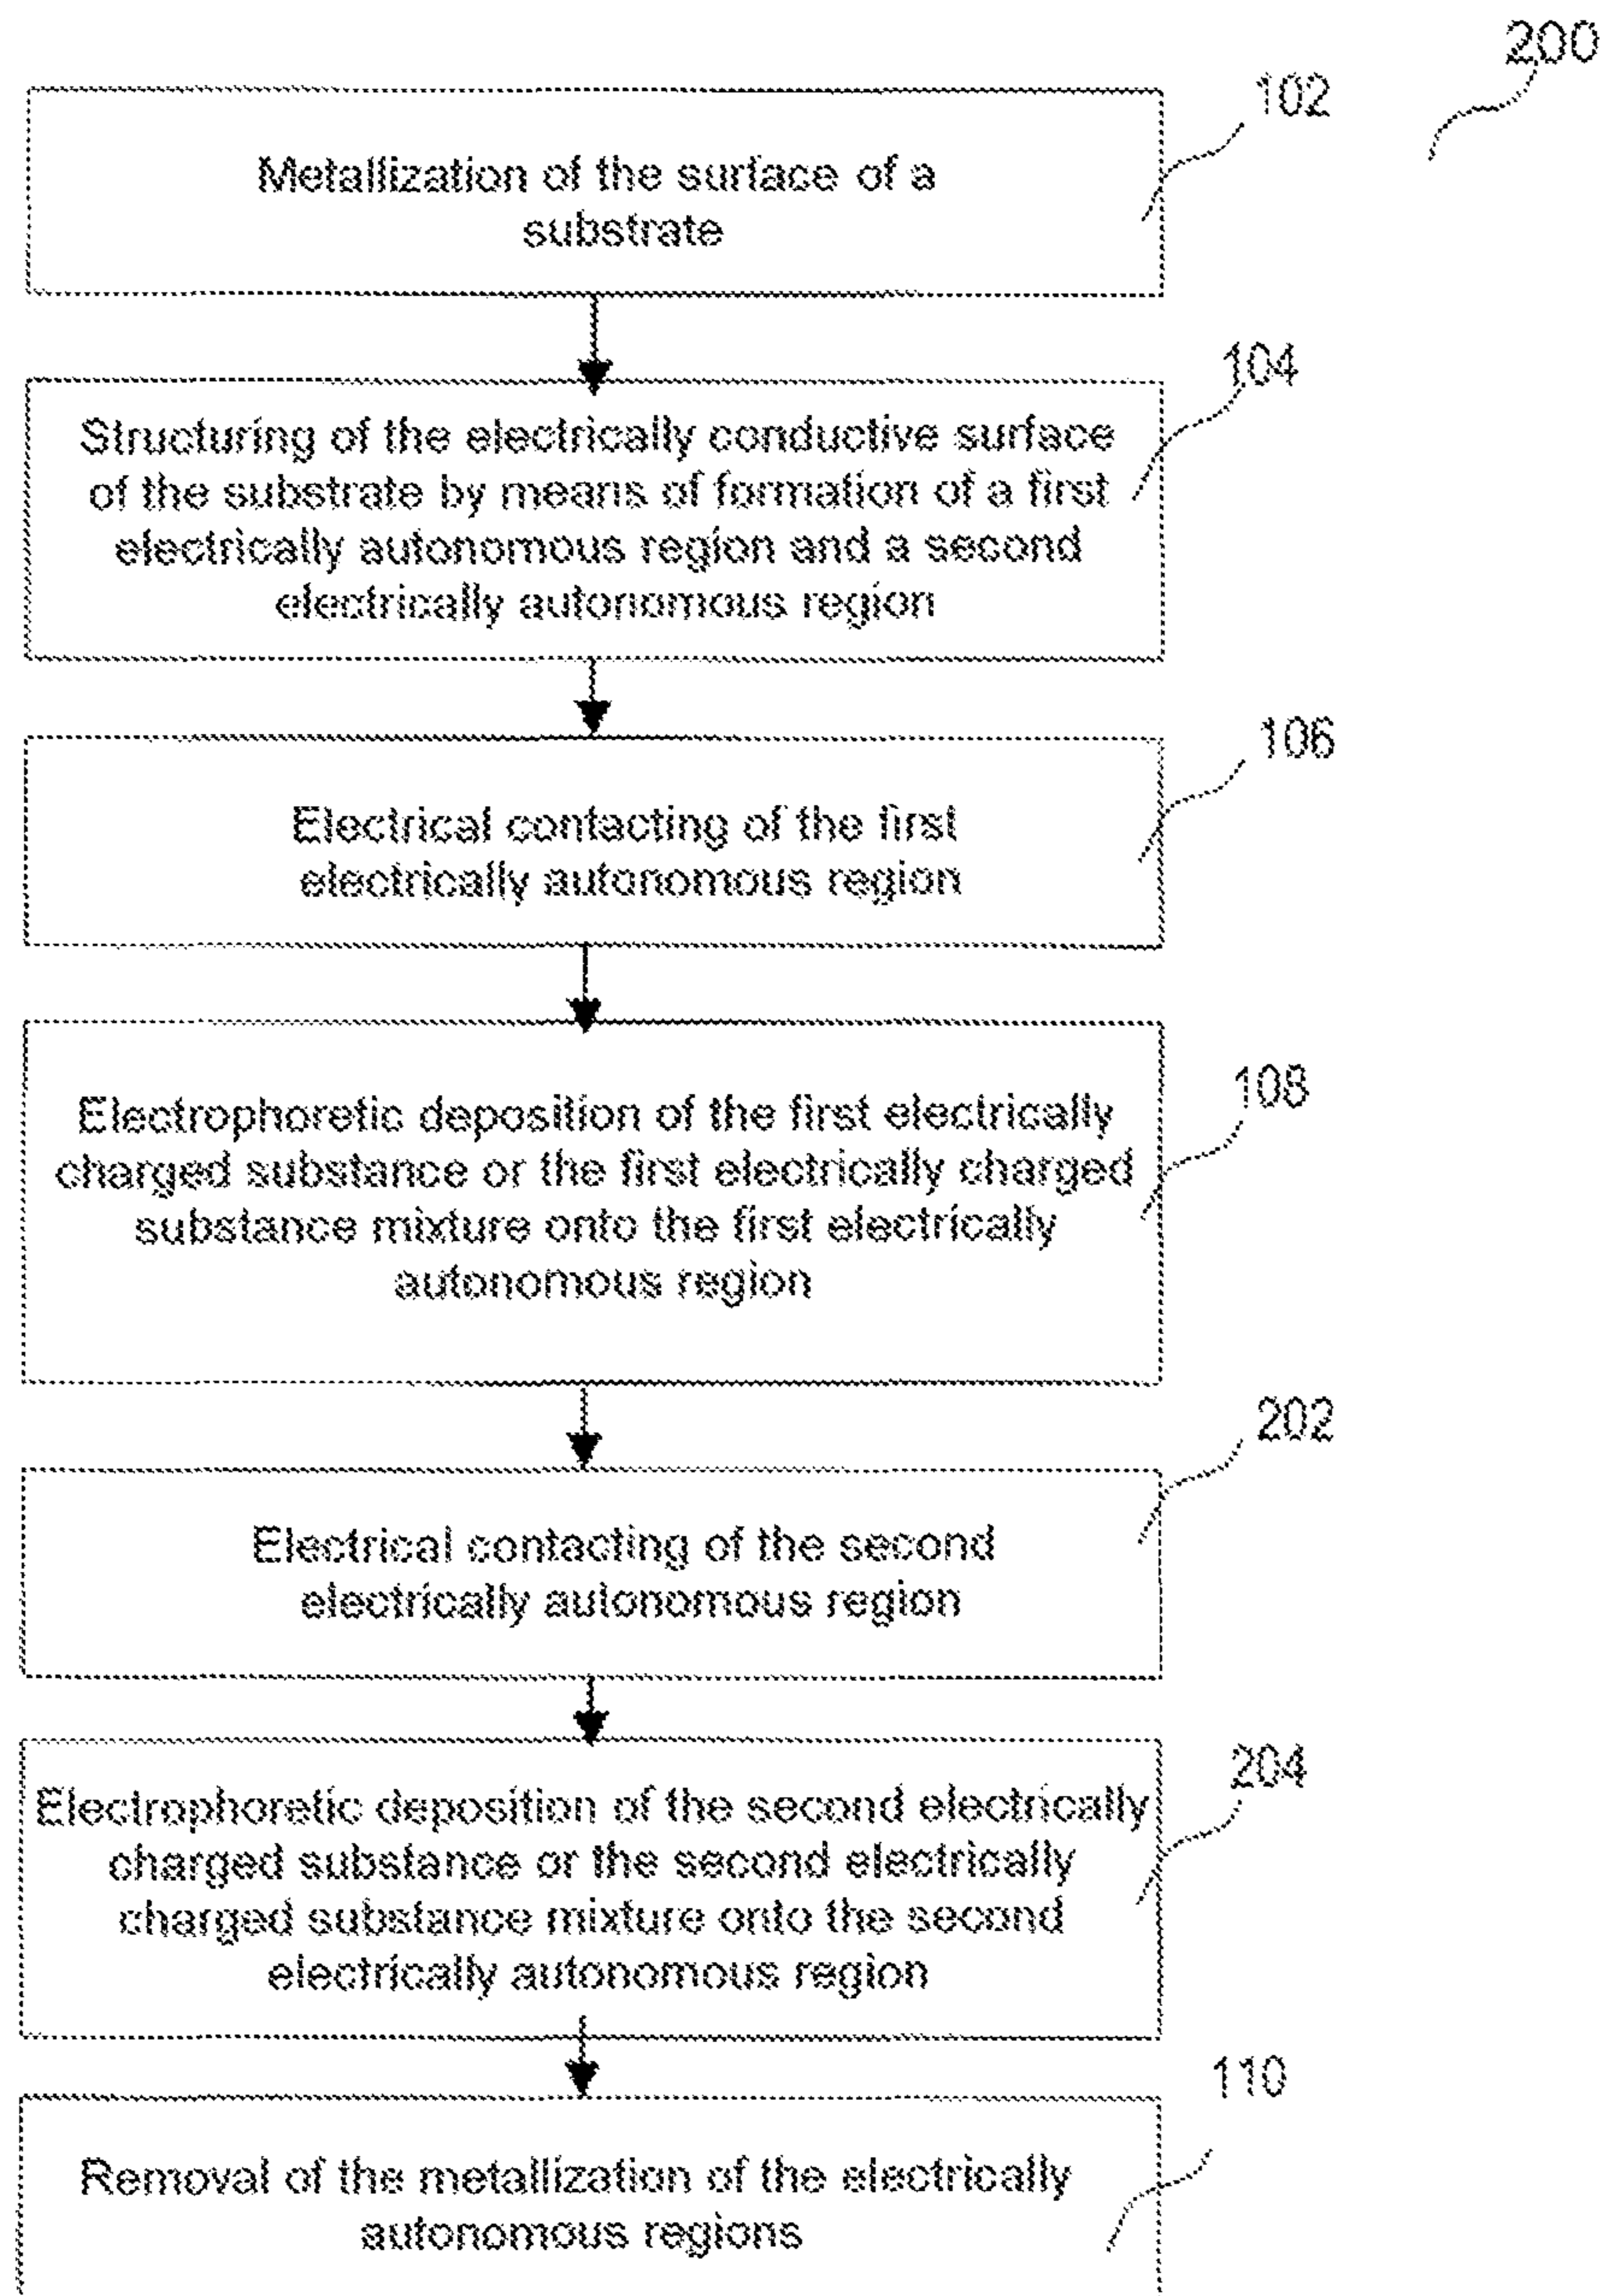 200
102
Metallization of the surface of a
substrate
104
Structuring of the electrically conductive surface
of the substrate by means of formation of a first
electrically autonomous region and a second
electrically autonomous region
106
Electrical contacting of the first
electrically autonomous region
108
Electrophoretic deposition of the first electrically
charged substance or the first electrically charged
substance mixture onto the first electrically
autonomous region
202
Electrical contacting of the second
electrically autonomous region
204
Electrophoretic deposition of the second electrically
charged substance or the second electrically
charged substance mixture onto the second
electrically autonomous region
110
Removal of the metallization of the electrically
autonomous regions